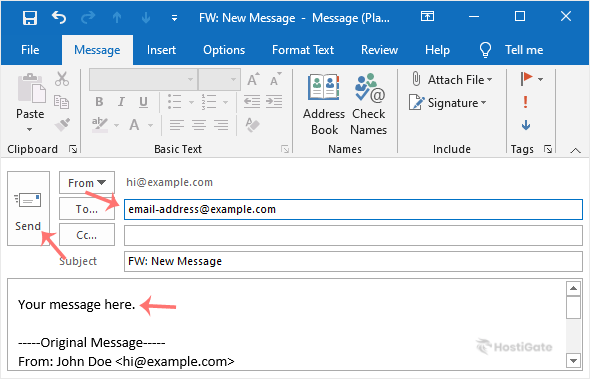 FW: New Message - Message (Pla...
File Message Insert Options Format Text Review Help Tell me
Paste
B I U
A
Address Book
Check Names
Attach File
Signature
Clipboard Basic Text Names Include Tags
Send
From hi@example.com
To... email-address@example.com
Cc...
Subject FW: New Message
Your message here.
-----Original Message-----
From: John Doe <hi@example.com>
HostiGate